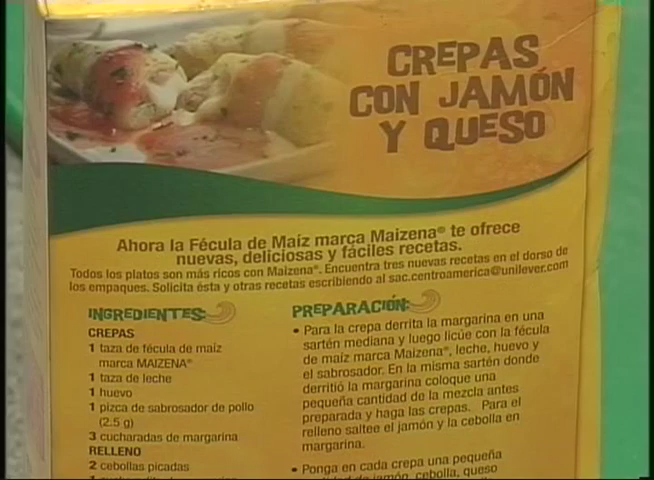 CREPAS
CON JAMÓN
Y QUESO
Ahora la Fécula de Maíz marca Maizena® te ofrece
nuevas, deliciosas y fáciles recetas.
Todos los platos son más ricos con Maizena®. Encuentra tres nuevas recetas en el dorso de
los empaques. Solicita ésta y otras recetas escribiendo al sac.centroamerica@unilever.com
INGREDIENTES:
CREPAS
1 taza de fécula de maíz
marca MAIZENA®
1 taza de leche
1 huevo
1 pizca de sabrosador de pollo
(2.5 g)
3 cucharadas de margarina
RELLENO
2 cebollas picadas
PREPARACIÓN:
• Para la crepa derrita la margarina en una
sartén mediana y luego licúe con la fécula
de maíz marca Maizena®, leche, huevo y
el sabrosador. En la misma sartén donde
derritió la margarina coloque una
pequeña cantidad de la mezcla antes
preparada y haga las crepas. Para el
relleno saltee el jamón y la cebolla en
margarina.
• Ponga en cada crepa una pequeña
cantidad de jamón, cebolla, queso